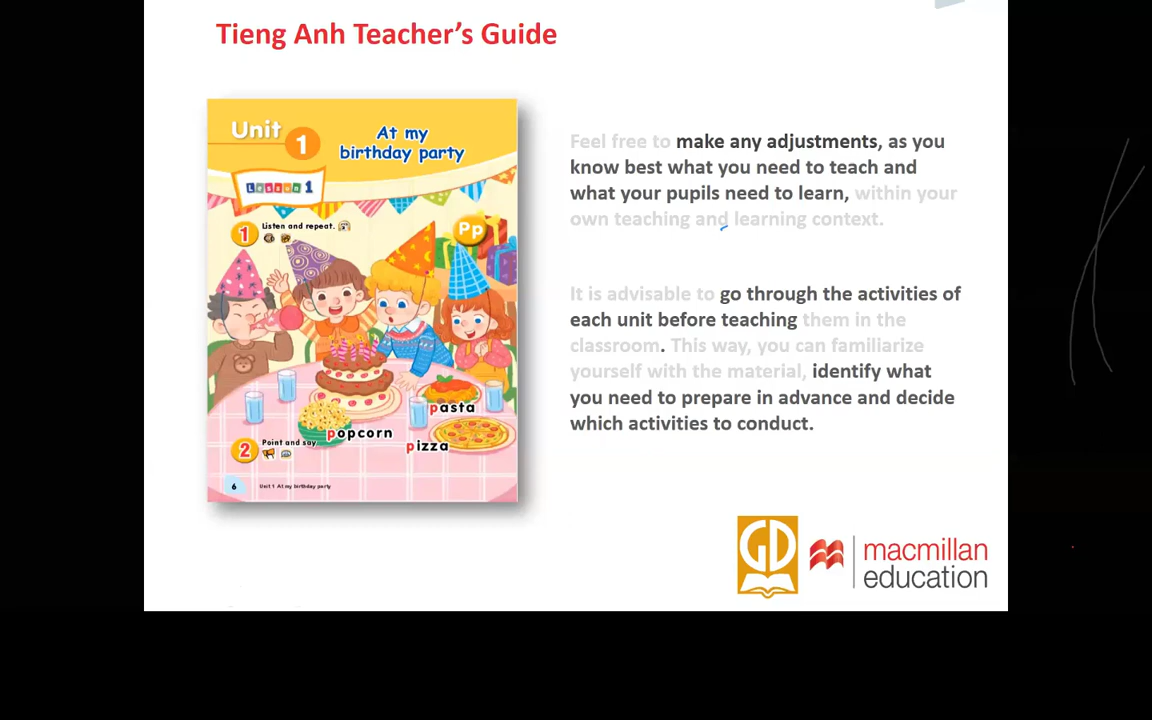 Tieng Anh Teacher's Guide
Unit 1
At my
birthday party
Lesson 1
1 Listen and repeat.
Pp
pasta
popcorn
pizza
2 Point and say
6 Unit 1 At my birthday party
Feel free to make any adjustments, as you
know best what you need to teach and
what your pupils need to learn, within your
own teaching and learning context.
It is advisable to go through the activities of
each unit before teaching them in the
classroom. This way, you can familiarize
yourself with the material, identify what
you need to prepare in advance and decide
which activities to conduct.
GD
macmillan
education